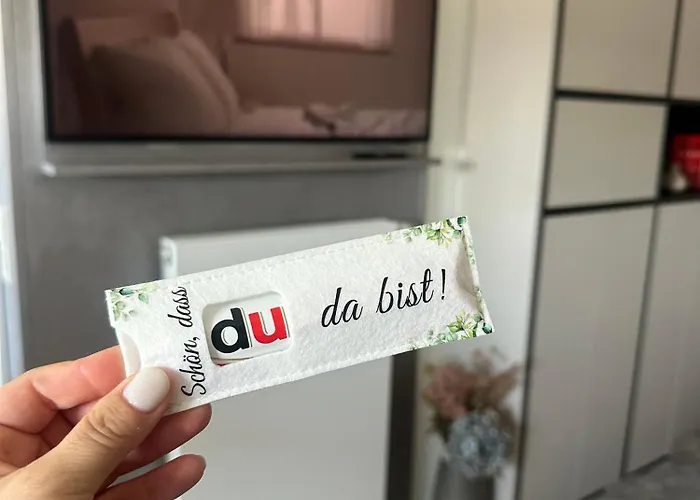 Schön, dass
du
da bist!